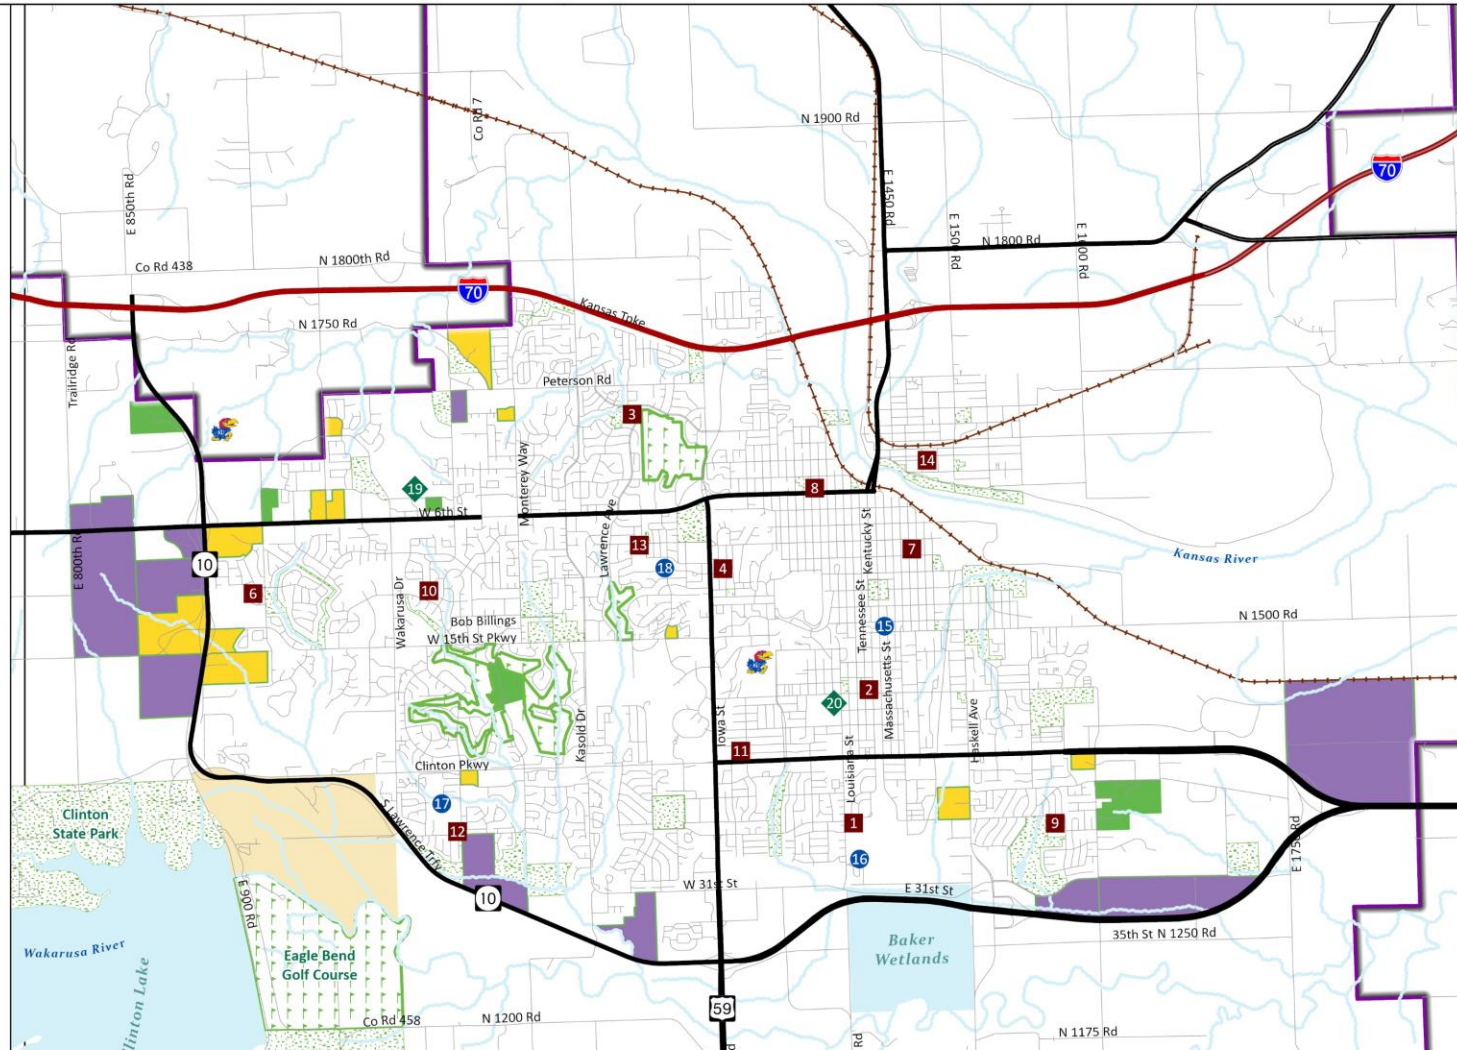 N 1900 Rd
Co Rd 7
70
E 850th Rd
E 1450 Rd
E 1500 Rd
N 1800 Rd
E 1600 Rd
Co Rd 438
N 1800th Rd
70
Kansas Tnke
N 1750 Rd
Trailridge Rd
Peterson Rd
3
14
19
8
Monterey Way
W 6th St
Lawrence Ave
Kentucky St
13
7
Kansas River
10
E 800th Rd
18
4
6
10
Wakarusa Dr
Tennessee St
N 1500 Rd
Bob Billings
W 15th St Pkwy
15
Massachusetts St
2
20
Kasold Dr
Iowa St
Haskell Ave
11
Louisiana St
Clinton Pkwy
17
S Lawrence Trfy
12
1
9
Clinton
State Park
E 1750 Rd
16
W 31st St
E 31st St
E 900 Rd
10
35th St N 1250 Rd
Wakarusa River
Baker
Wetlands
Eagle Bend
Golf Course
Clinton Lake
59
Co Rd 458
N 1200 Rd
N 1175 Rd
Rd